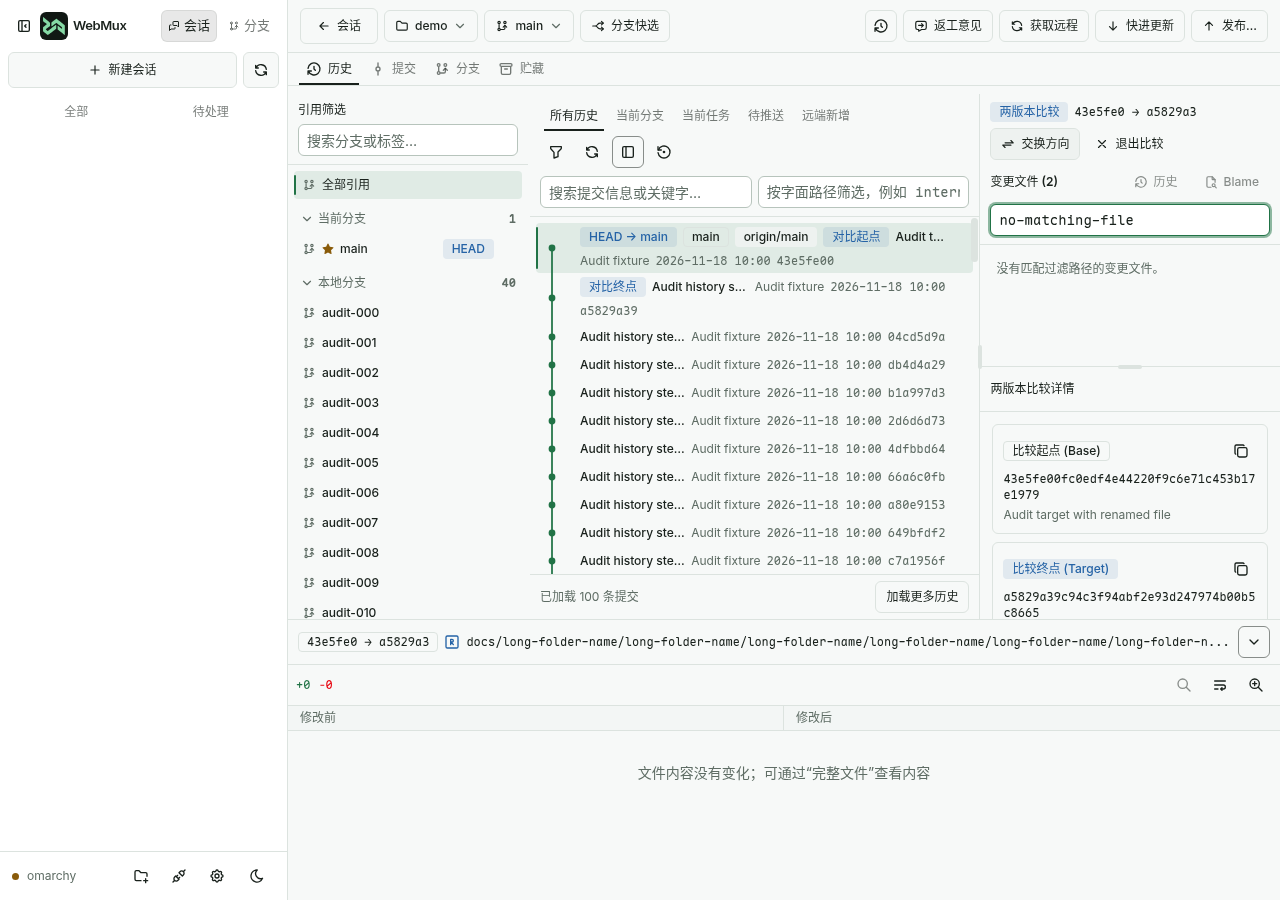 WebMux
会话
分支
新建会话
全部
待处理
omarchy
会话
demo
main
分支快选
返工意见
获取远程
快进更新
发布...
历史
提交
分支
贮藏
引用筛选
搜索分支或标签...
全部引用
当前分支 1
main HEAD
本地分支 40
audit-000
audit-001
audit-002
audit-003
audit-004
audit-005
audit-006
audit-007
audit-008
audit-009
audit-010
所有历史
当前分支
当前任务
待推送
远端新增
搜索提交信息或关键字...
按字面路径筛选，例如 intern
HEAD → main main origin/main 对比起点 Audit t...
Audit fixture 2026-11-18 10:00 43e5fe00
对比终点 Audit history s... Audit fixture 2026-11-18 10:00
a5829a39
Audit history ste... Audit fixture 2026-11-18 10:00 04cd5d9a
Audit history ste... Audit fixture 2026-11-18 10:00 db4d4a29
Audit history ste... Audit fixture 2026-11-18 10:00 b1a997d3
Audit history ste... Audit fixture 2026-11-18 10:00 2d6d6d73
Audit history ste... Audit fixture 2026-11-18 10:00 4dfbbd64
Audit history ste... Audit fixture 2026-11-18 10:00 66a6c0fb
Audit history ste... Audit fixture 2026-11-18 10:00 a80e9153
Audit history ste... Audit fixture 2026-11-18 10:00 649bfdf2
Audit history ste... Audit fixture 2026-11-18 10:00 c7a1956f
已加载 100 条提交
加载更多历史
两版本比较 43e5fe0 → a5829a3
交换方向
退出比较
变更文件 (2)
历史
Blame
no-matching-file
没有匹配过滤路径的变更文件。
两版本比较详情
比较起点 (Base)
43e5fe00fc0edf4e44220f9c6e71c453b17
e1979
Audit target with renamed file
比较终点 (Target)
a5829a39c94c3f94abf2e93d247974b00b5
c8665
43e5fe0 → a5829a3
R
docs/long-folder-name/long-folder-name/long-folder-name/long-folder-name/long-folder-name/long-folder-n...
+0 -0
修改前
修改后
文件内容没有变化；可通过“完整文件”查看内容